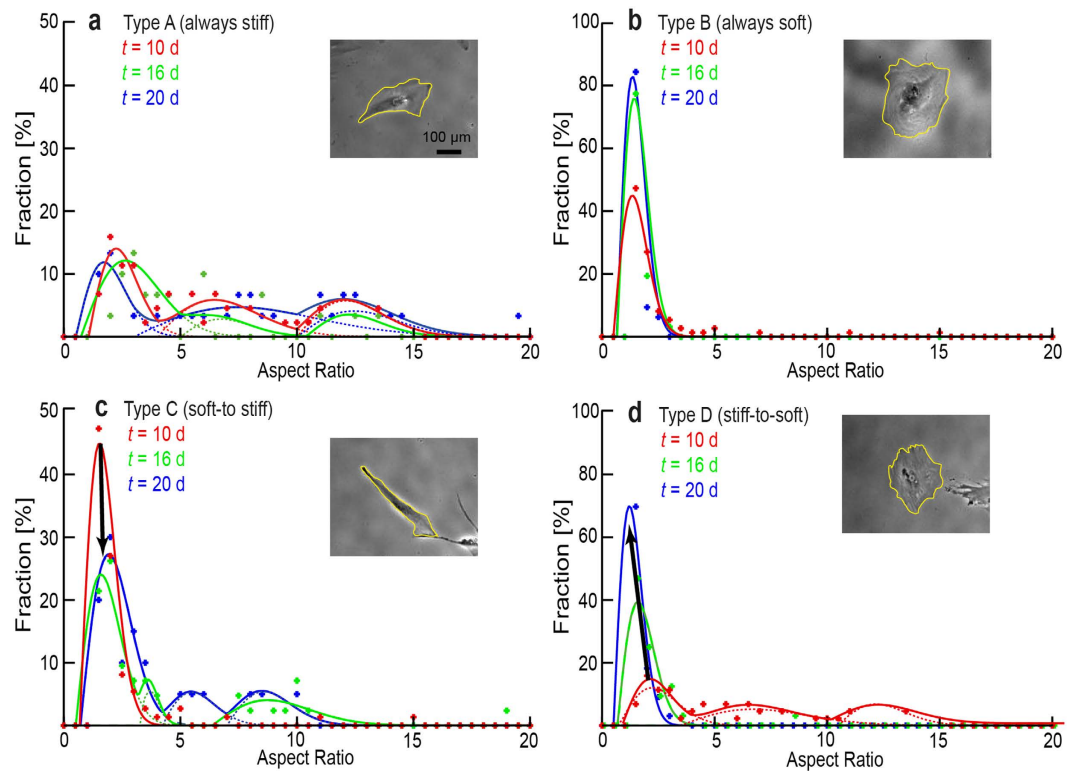 a Type A (always stiff)
t = 10 d
t = 16 d
t = 20 d
100 µm
50
40
30
20
10
0 5 10 15 20
Fraction [%]
Aspect Ratio
b Type B (always soft)
t = 10 d
t = 16 d
t = 20 d
100
80
60
40
20
0 5 10 15 20
Fraction [%]
Aspect Ratio
c Type C (soft-to stiff)
t = 10 d
t = 16 d
t = 20 d
50
40
30
20
10
0 5 10 15 20
Fraction [%]
Aspect Ratio
d Type D (stiff-to-soft)
t = 10 d
t = 16 d
t = 20 d
100
80
60
40
20
0 5 10 15 20
Fraction [%]
Aspect Ratio